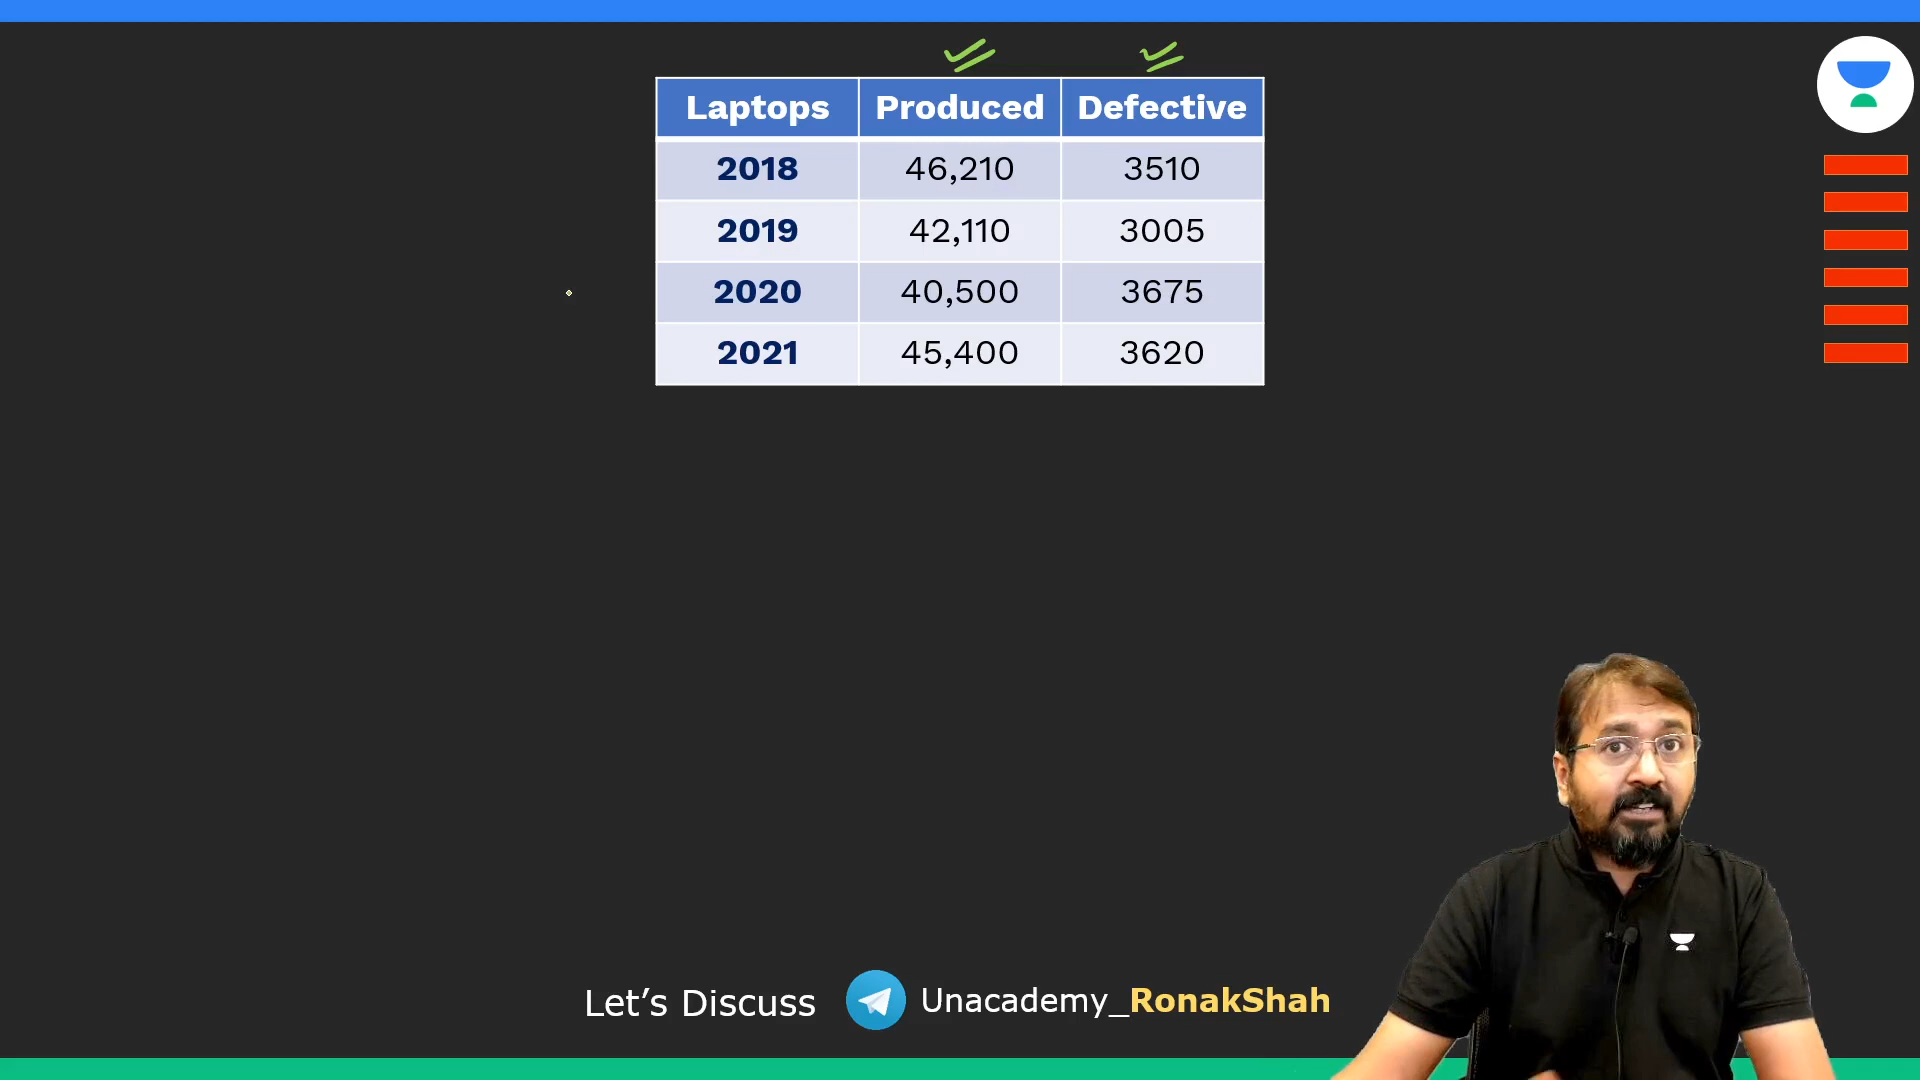 Laptops Produced Defective
2018 46,210 3510
2019 42,110 3005
2020 40,500 3675
2021 45,400 3620
Let’s Discuss Unacademy_RonakShah